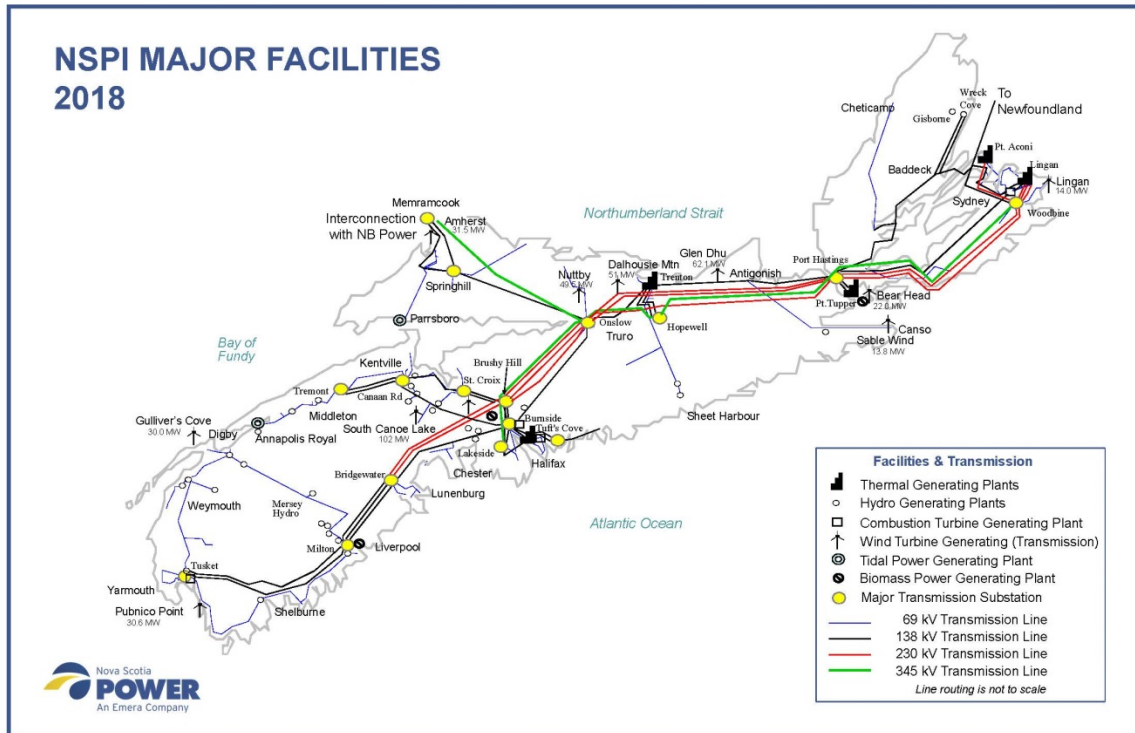 NSPI MAJOR FACILITIES
2018
Cheticamp
Wreck
Cove
Gisborne
To
Newfoundland
Pt. Aconi
Lingan
Baddeck
Lingan
14.0 MW
Sydney
Woodbine
Memramcook
Interconnection
with NB Power
Amherst
31.5 MW
Northumberland Strait
Springhill
Nuttby
49.5 MW
Dalhousie Mtn
51 MW
Trenton
Glen Dhu
62.1 MW
Antigonish
Port Hastings
Pt.Tupper
Bear Head
22.0 MW
Canso
Sable Wind
13.8 MW
Parrsboro
Onslow
Truro
Hopewell
Bay of
Fundy
Kentville
Brushy Hill
St. Croix
Tremont
Canaan Rd
Middleton
South Canoe Lake
102 MW
Burnside
Tuft's Cove
Sheet Harbour
Gulliver's Cove
30.0 MW
Digby
Annapolis Royal
Lakeside
Halifax
Chester
Bridgewater
Lunenburg
Weymouth
Mersey
Hydro
Atlantic Ocean
Milton
Liverpool
Tusket
Yarmouth
Pubnico Point
30.6 MW
Shelburne
Facilities & Transmission
Thermal Generating Plants
Hydro Generating Plants
Combustion Turbine Generating Plant
Wind Turbine Generating (Transmission)
Tidal Power Generating Plant
Biomass Power Generating Plant
Major Transmission Substation
69 kV Transmission Line
138 kV Transmission Line
230 kV Transmission Line
345 kV Transmission Line
Line routing is not to scale
Nova Scotia
POWER
An Emera Company